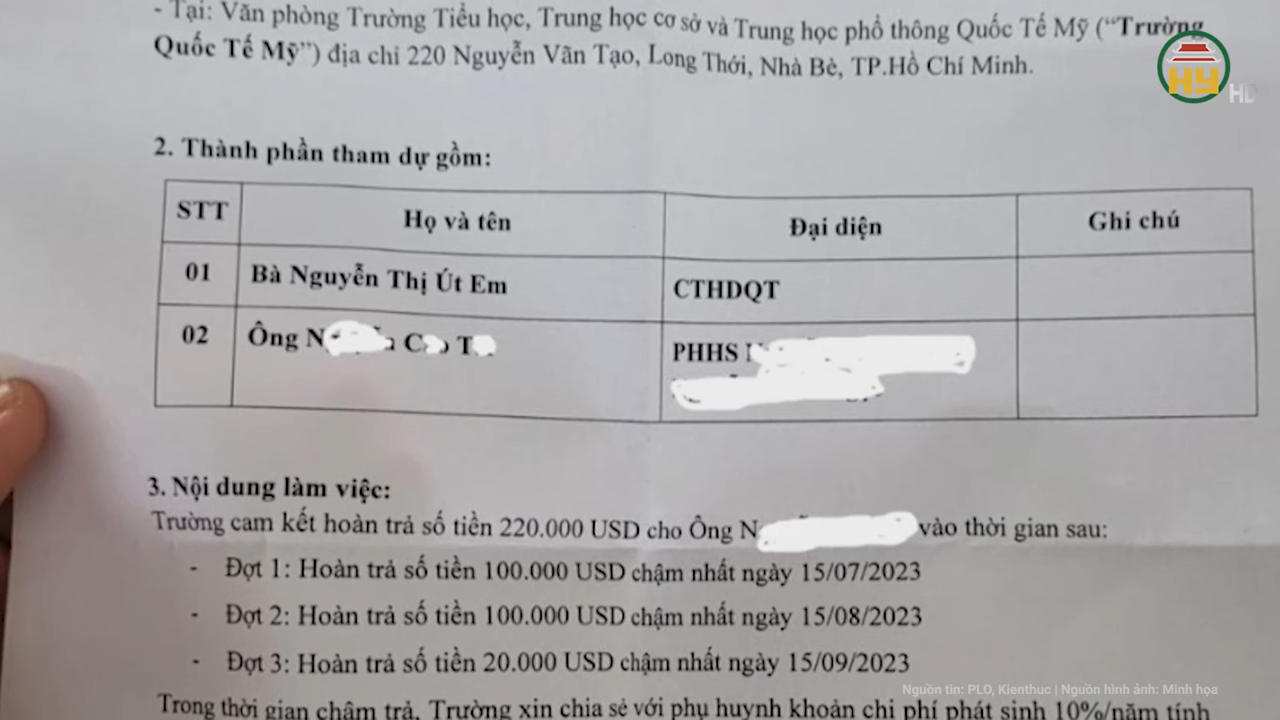 - Tại: Văn phòng Trường Tiểu học, Trung học cơ sở và Trung học phổ thông Quốc Tế Mỹ (“Trường
Quốc Tế Mỹ”) địa chỉ 220 Nguyễn Văn Tạo, Long Thới, Nhà Bè, TP.Hồ Chí Minh.
HY
HD
2. Thành phần tham dự gồm:
STT Họ và tên Đại diện Ghi chú
01 Bà Nguyễn Thị Út Em CTHDQT
02 Ông
PHHS
3. Nội dung làm việc:
Trường cam kết hoàn trả số tiền 220.000 USD cho Ông vào thời gian sau:
- Đợt 1: Hoàn trả số tiền 100.000 USD chậm nhất ngày 15/07/2023
- Đợt 2: Hoàn trả số tiền 100.000 USD chậm nhất ngày 15/08/2023
- Đợt 3: Hoàn trả số tiền 20.000 USD chậm nhất ngày 15/09/2023
Nguồn tin: PLO, Kienthuc | Nguồn hình ảnh: Minh họa
Trong thời gian chậm trả, Trường xin chia sẻ với phụ huynh khoản chi phí phát sinh 10%/năm tính